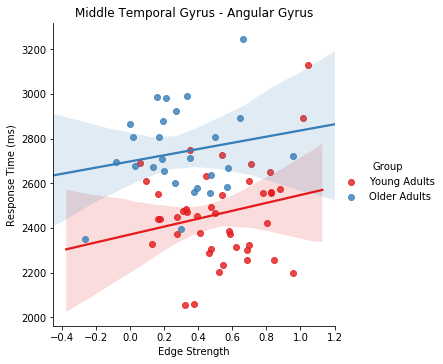 Middle Temporal Gyrus - Angular Gyrus
Response Time (ms)
3200
3000
2800
2600
2400
2200
2000
−0.4 −0.2 0.0 0.2 0.4 0.6 0.8 1.0 1.2
Edge Strength
Group
Young Adults
Older Adults